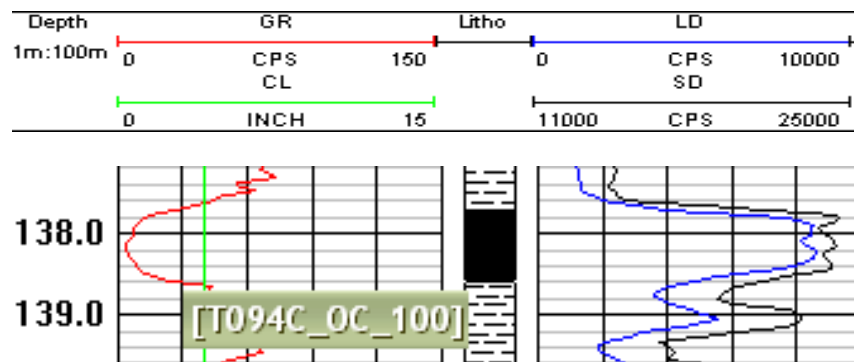 Depth GR Litho LD
1m:100m 0 CPS 150 0 CPS 10000
CL SD
0 INCH 15 11000 CPS 25000
138.0
139.0
[T094C_OC_100]